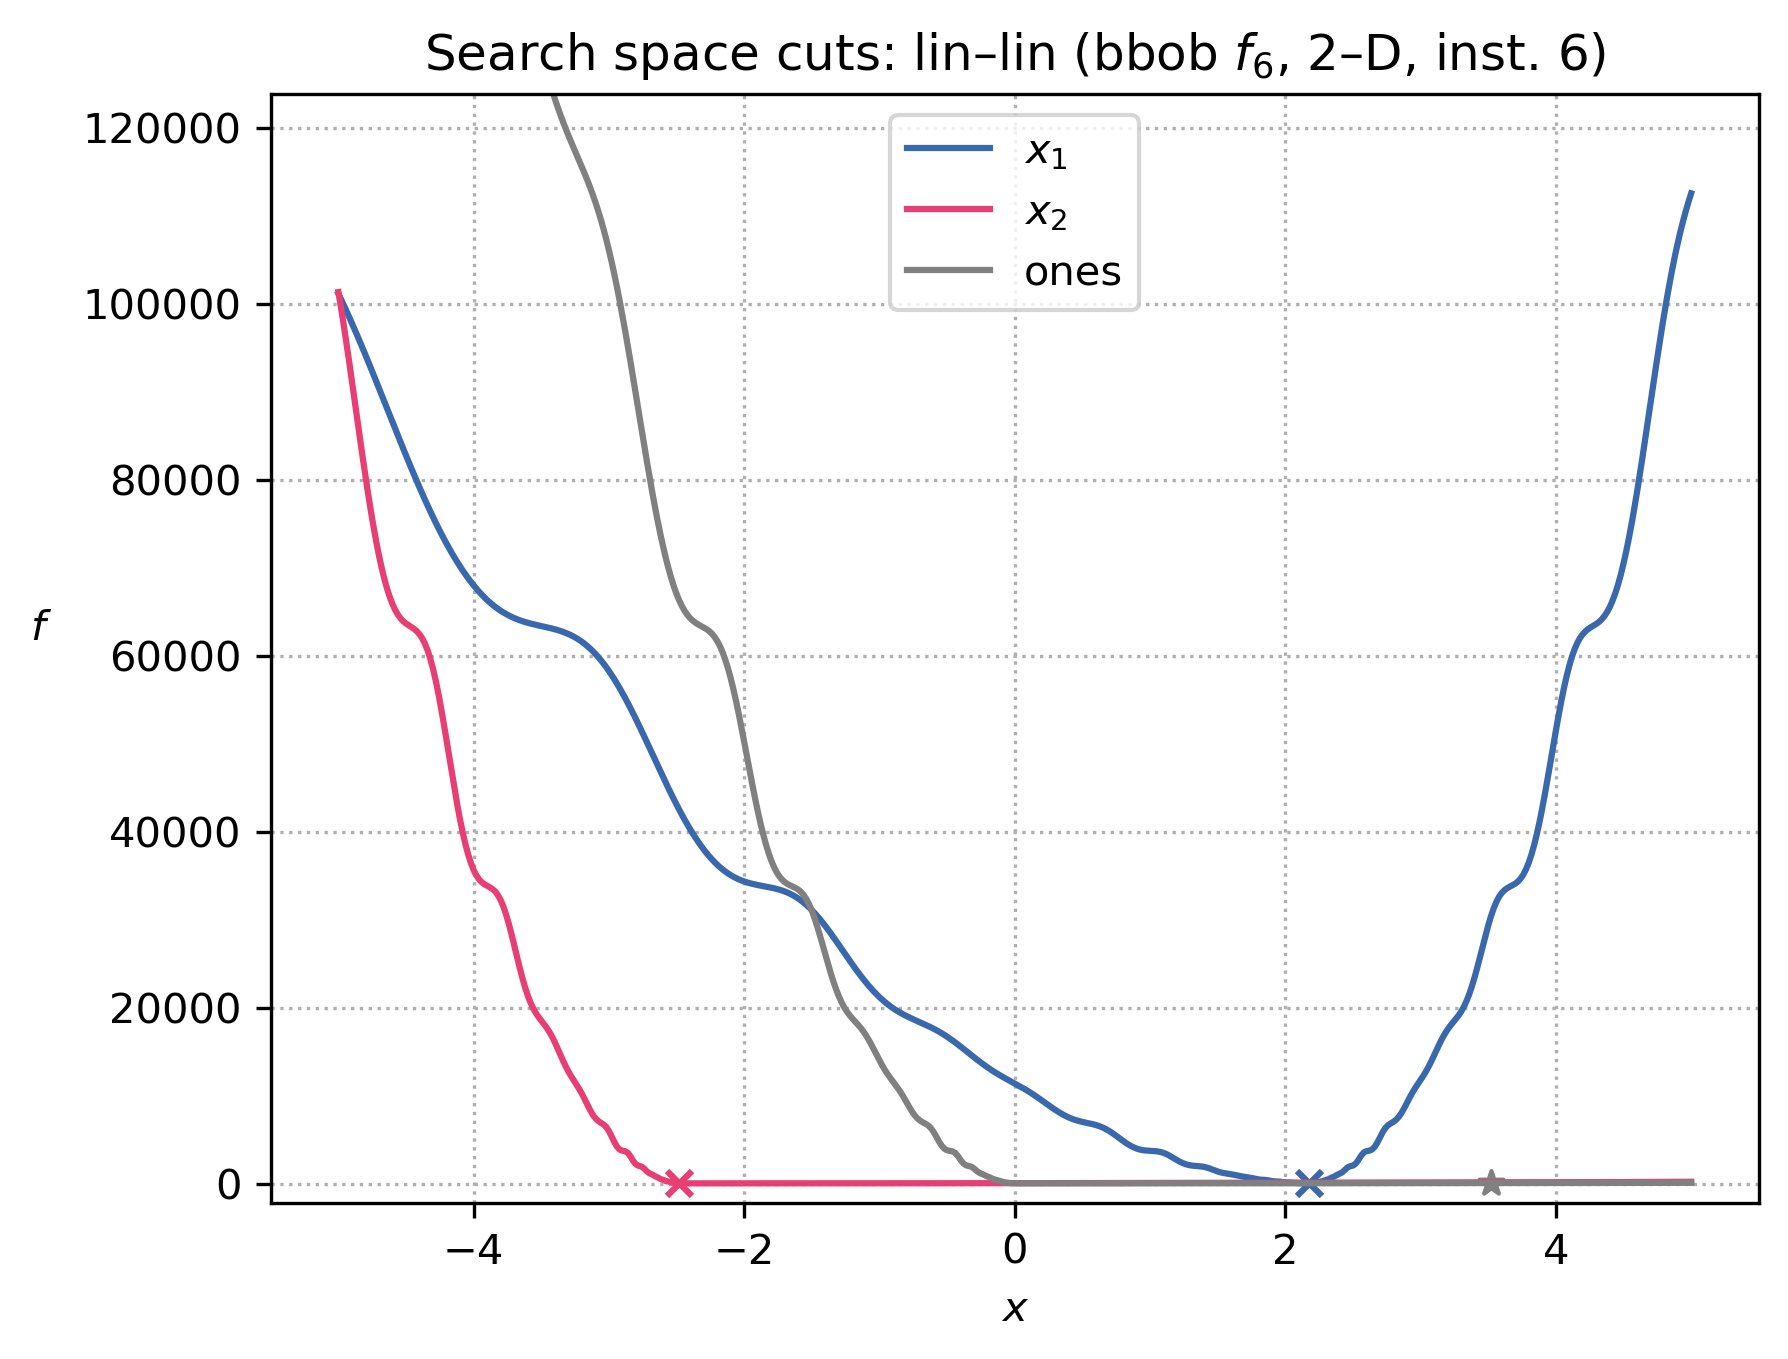 Search space cuts: lin–lin (bbob f₆, 2–D, inst. 6)
x₁
x₂
ones
120000
100000
80000
60000
40000
20000
0
f
−4 −2 0 2 4
x